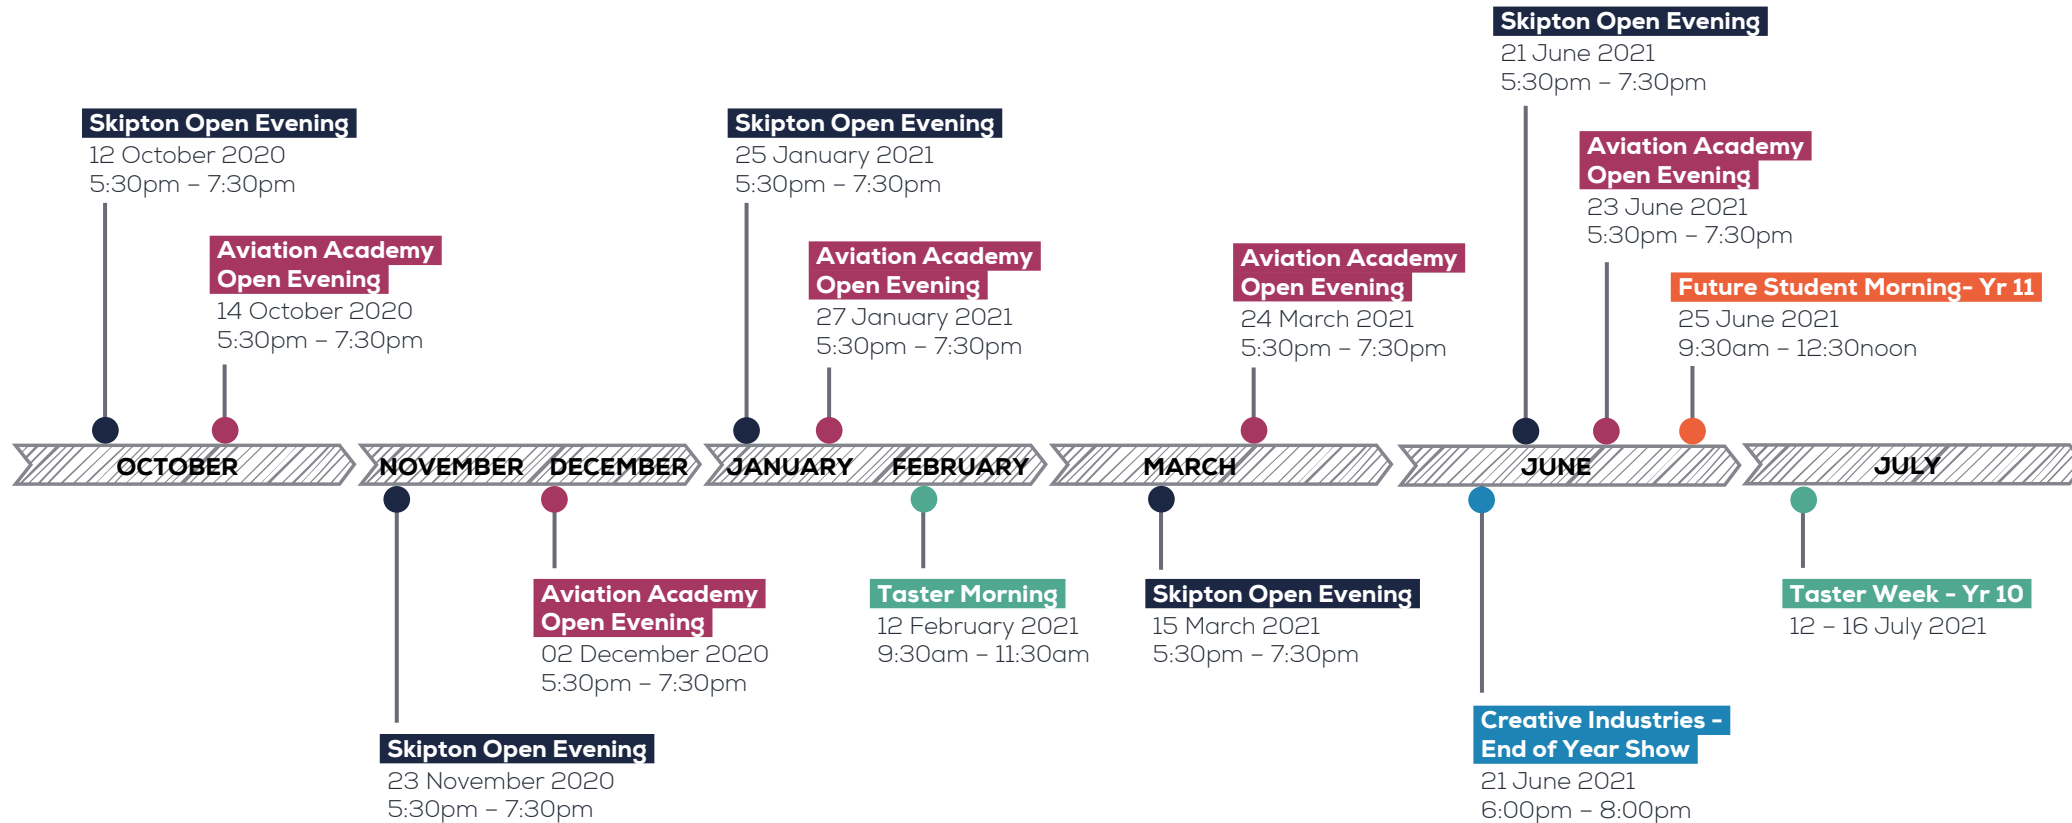 Skipton Open Evening
12 October 2020
5:30pm – 7:30pm
Aviation Academy
Open Evening
14 October 2020
5:30pm – 7:30pm
Skipton Open Evening
25 January 2021
5:30pm – 7:30pm
Aviation Academy
Open Evening
27 January 2021
5:30pm – 7:30pm
Aviation Academy
Open Evening
24 March 2021
5:30pm – 7:30pm
Skipton Open Evening
21 June 2021
5:30pm – 7:30pm
Aviation Academy
Open Evening
23 June 2021
5:30pm – 7:30pm
Future Student Morning- Yr 11
25 June 2021
9:30am – 12:30noon
OCTOBER
NOVEMBER
DECEMBER
JANUARY
FEBRUARY
MARCH
JUNE
JULY
Skipton Open Evening
23 November 2020
5:30pm – 7:30pm
Aviation Academy
Open Evening
02 December 2020
5:30pm – 7:30pm
Taster Morning
12 February 2021
9:30am – 11:30am
Skipton Open Evening
15 March 2021
5:30pm – 7:30pm
Creative Industries -
End of Year Show
21 June 2021
6:00pm – 8:00pm
Taster Week - Yr 10
12 – 16 July 2021